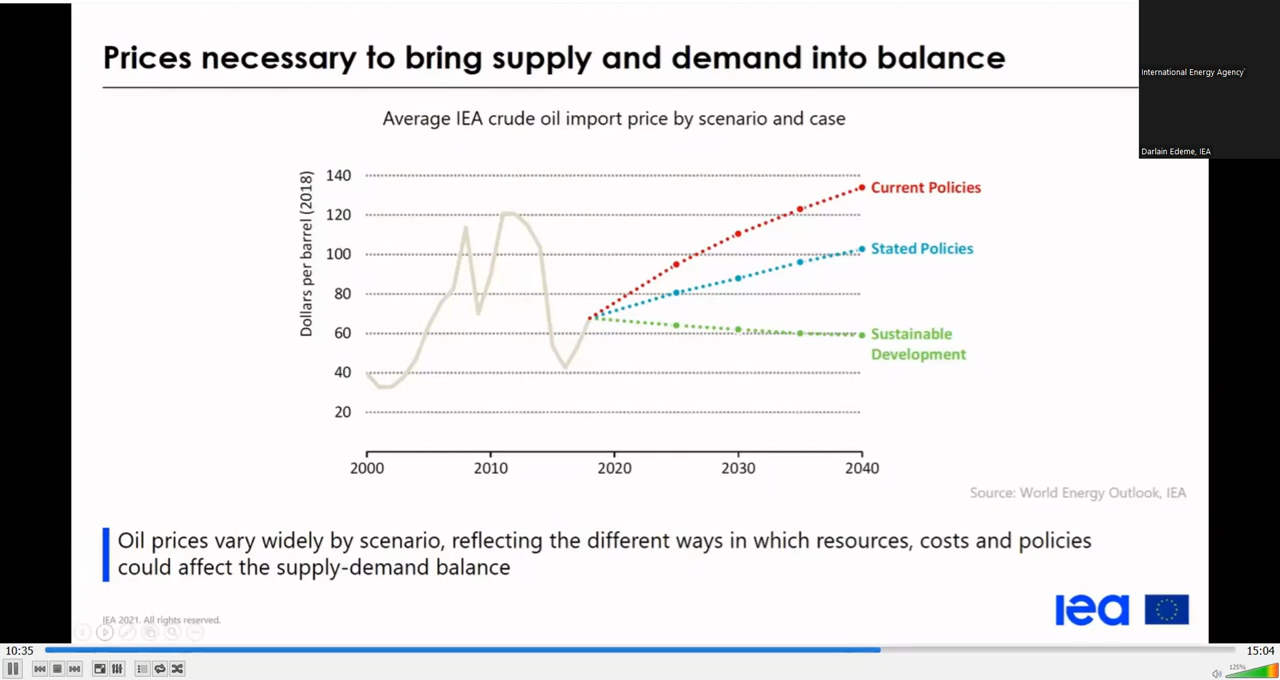 Prices necessary to bring supply and demand into balance
International Energy Agency'
Darlain Edeme, IEA
Average IEA crude oil import price by scenario and case
Dollars per barrel (2018)
140
120
100
80
60
40
20
Current Policies
Stated Policies
Sustainable
Development
2000
2010
2020
2030
2040
Source: World Energy Outlook, IEA
Oil prices vary widely by scenario, reflecting the different ways in which resources, costs and policies
could affect the supply-demand balance
IEA 2021. All rights reserved.
iea
10:35
15:04
125%